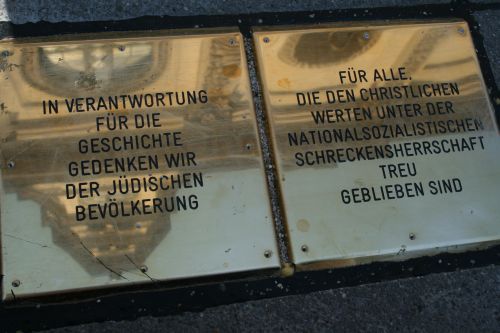 IN VERANTWORTUNG
FÜR DIE
GESCHICHTE
GEDENKEN WIR
DER JÜDISCHEN
BEVÖLKERUNG
FÜR ALLE,
DIE DEN CHRISTLICHEN
WERTEN UNTER DER
NATIONALSOZIALISTISCHEN
SCHRECKENSHERRSCHAFT
TREU
GEBLIEBEN SIND